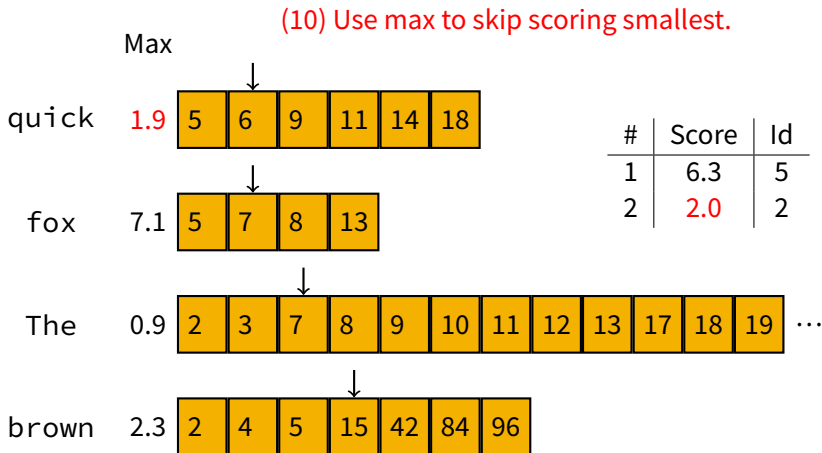 (10) Use max to skip scoring smallest.
Max
quick 1.9 5 6 9 11 14 18
# Score Id
1 6.3 5
2 2.0 2
fox 7.1 5 7 8 13
The 0.9 2 3 7 8 9 10 11 12 13 17 18 19 ⋯
brown 2.3 2 4 5 15 42 84 96